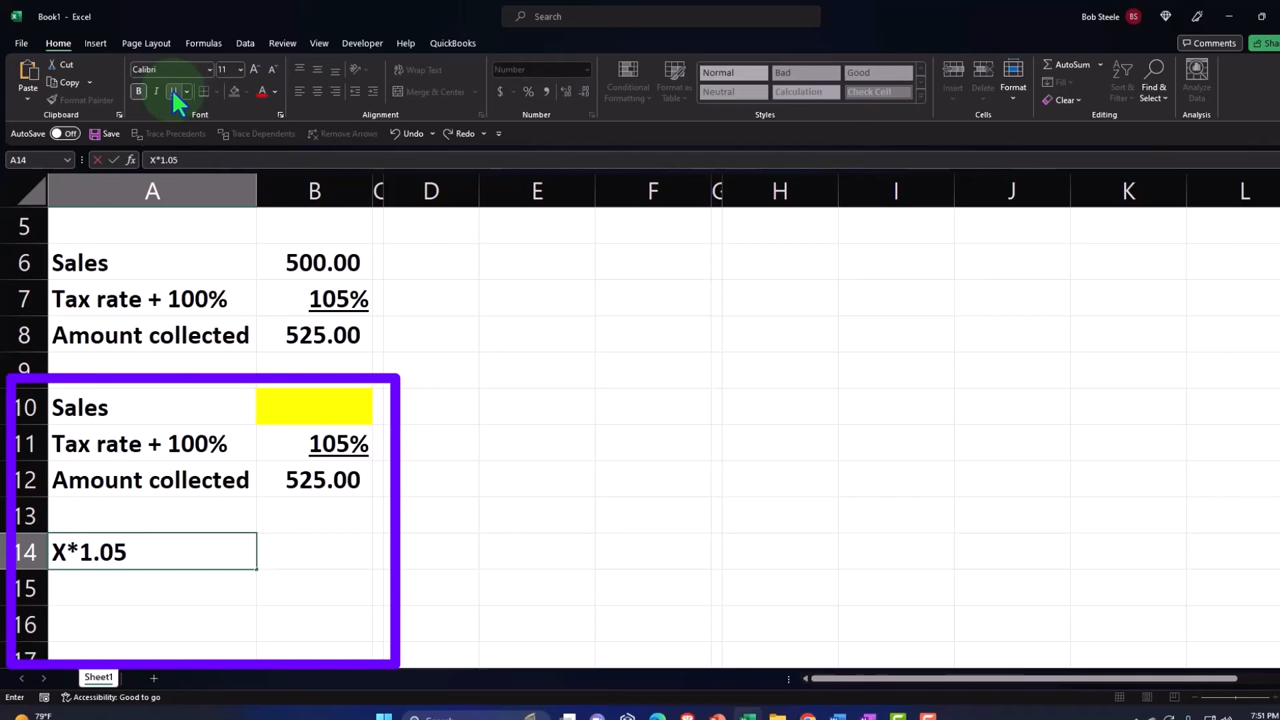 Book1 - Excel
Search
Bob Steele BS
File Home Insert Page Layout Formulas Data Review View Developer Help QuickBooks
Comments
Paste
Cut
Copy
Format Painter
Clipboard
Calibri 11
B I U
Font
Wrap Text
Merge & Center
Alignment
Number
$ %
Number
Conditional Formatting
Format As Table
Normal Bad Good
Neutral Calculation Check Cell
Styles
Insert Delete Format
Cells
AutoSum
Fill
Clear
Sort & Filter
Find & Select
Editing
Analyze Data
Analysis
AutoSave Off Save Trace Precedents Trace Dependents Remove Arrows Undo Redo
A14 fx X*1.05
A B C D E F G H I J K L
5
6 Sales 500.00
7 Tax rate + 100% 105%
8 Amount collected 525.00
9
10 Sales
11 Tax rate + 100% 105%
12 Amount collected 525.00
13
14 X*1.05
15
16
17
Sheet1
Enter Accessibility: Good to go
79°F
Search
7:51 PM